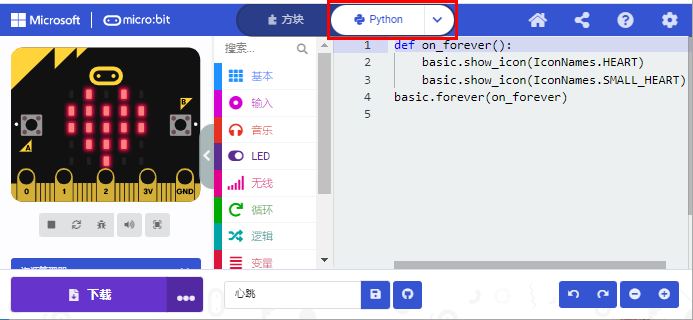 Microsoft micro:bit 方块 Python
搜索...
基本
输入
音乐
LED
无线
循环
逻辑
变量
1 def on_forever():
2 basic.show_icon(IconNames.HEART)
3 basic.show_icon(IconNames.SMALL_HEART)
4 basic.forever(on_forever)
5
B
A
0 1 2 3V GND
下载
心跳